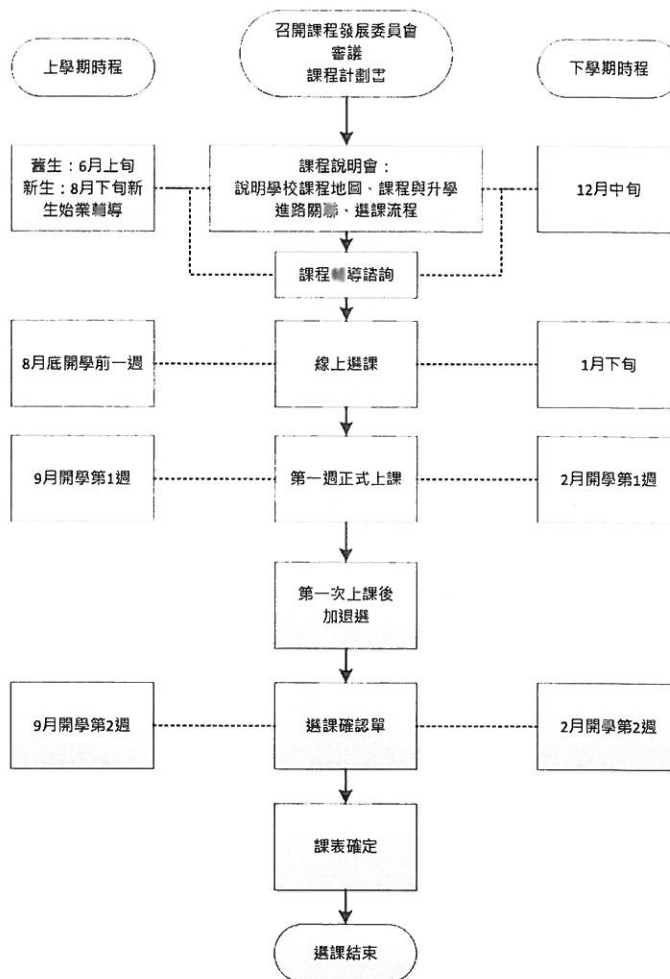 召開課程發展委員會
審議
課程計劃書
上學期時程
下學期時程
舊生：6月上旬
新生：8月下旬新
生始業輔導
課程說明會：
說明學校課程地圖、課程與升學
進路關聯、選課流程
12月中旬
課程輔導諮詢
8月底開學前一週
線上選課
1月下旬
9月開學第1週
第一週正式上課
2月開學第1週
第一次上課後
加退選
9月開學第2週
選課確認單
2月開學第2週
課表確定
選課結束